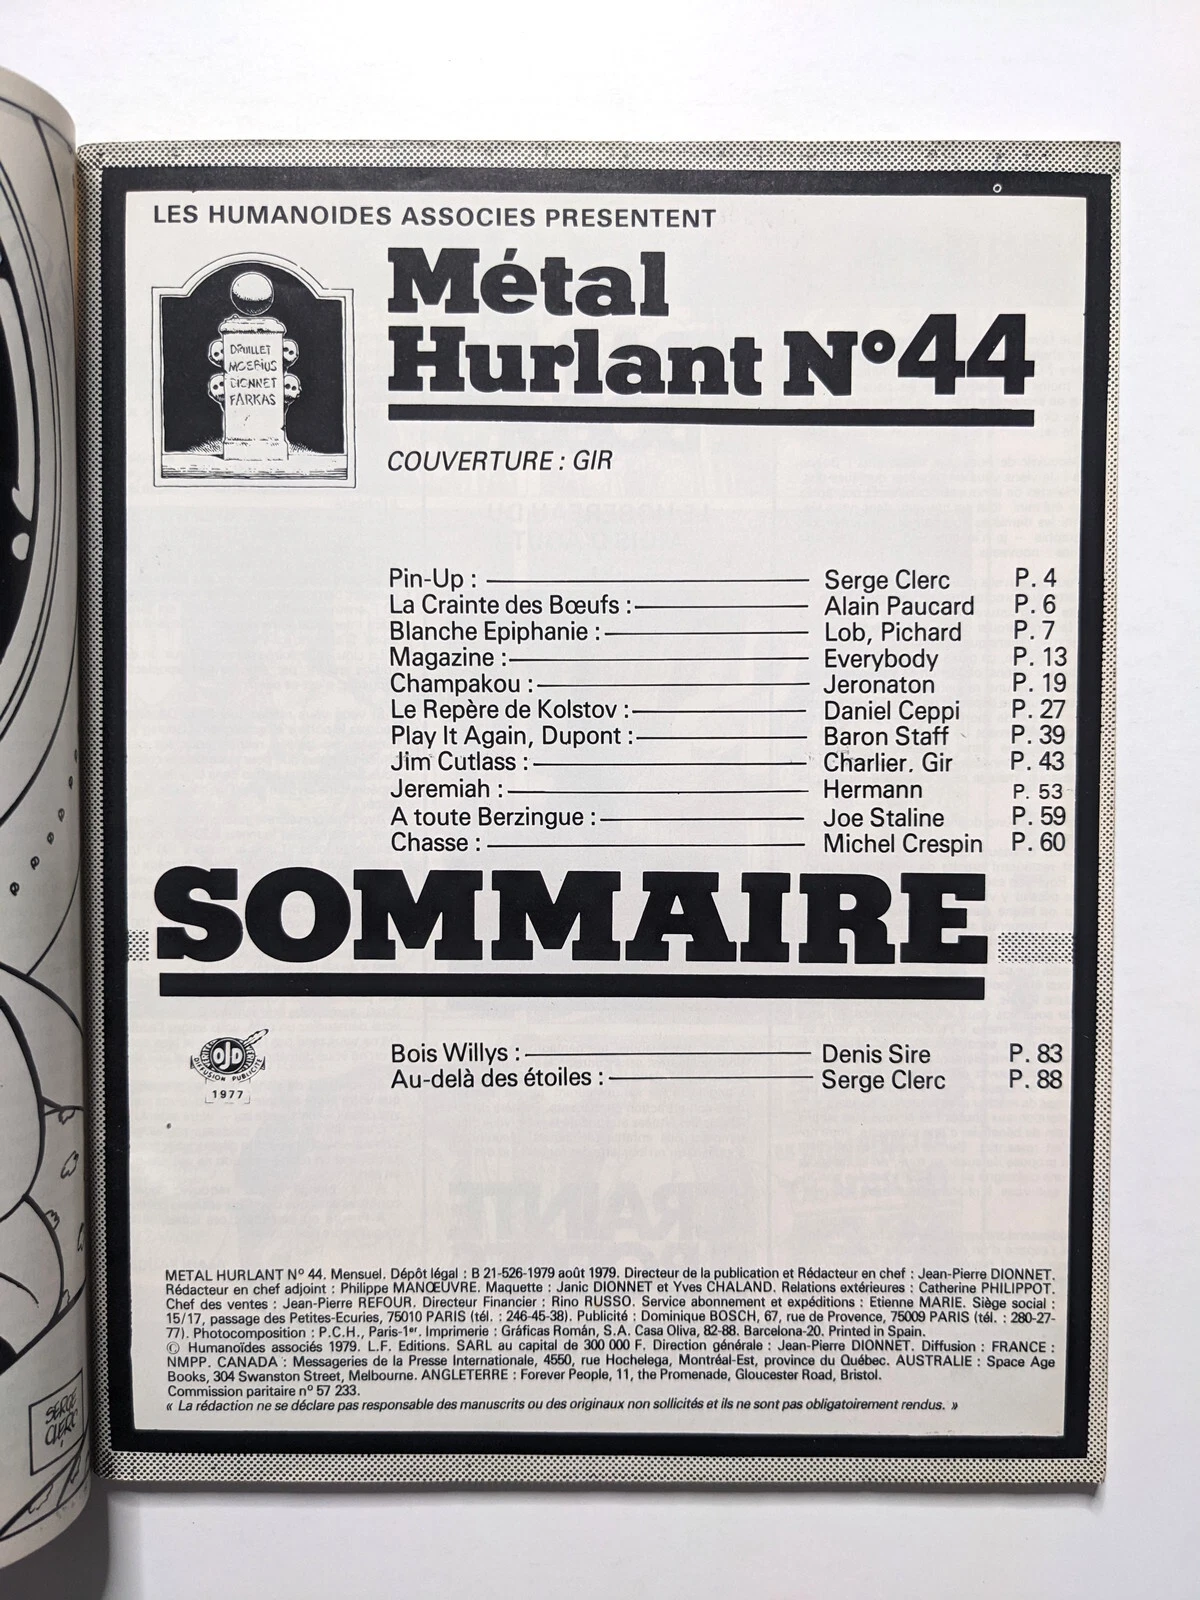 LES HUMANOIDES ASSOCIES PRESENTENT
DRUILLET
MOEBIUS
DIONNET
FARKAS
Métal
Hurlant Nº44
COUVERTURE : GIR
Pin-Up : Serge Clerc P. 4
La Crainte des Bœufs : Alain Paucard P. 6
Blanche Epiphanie : Lob, Pichard P. 7
Magazine : Everybody P. 13
Champakou : Jeronaton P. 19
Le Repère de Kolstov : Daniel Ceppi P. 27
Play It Again, Dupont : Baron Staff P. 39
Jim Cutlass : Charlier. Gir P. 43
Jeremiah : Hermann P. 53
A toute Berzingue : Joe Staline P. 59
Chasse : Michel Crespin P. 60
SOMMAIRE
OJD
DIFFUSION PUBLICITE
1977
Bois Willys : Denis Sire P. 83
Au-delà des étoiles : Serge Clerc P. 88
METAL HURLANT Nº 44. Mensuel. Dépôt légal : B 21-526-1979 août 1979. Directeur de la publication et Rédacteur en chef : Jean-Pierre DIONNET.
Rédacteur en chef adjoint : Philippe MANŒUVRE. Maquette : Janic DIONNET et Yves CHALAND. Relations extérieures : Catherine PHILIPPOT.
Chef des ventes : Jean-Pierre REFOUR. Directeur Financier : Rino RUSSO. Service abonnement et expéditions : Etienne MARIE. Siège social :
15/17, passage des Petites-Ecuries, 75010 PARIS (tél. : 246-45-38). Publicité : Dominique BOSCH, 67, rue de Provence, 75009 PARIS (tél. : 280-27-
77). Photocomposition : P.C.H., Paris-1er. Imprimerie : Gráficas Román, S.A. Casa Oliva, 82-88. Barcelona-20. Printed in Spain.
© Humanoïdes associés 1979. L.F. Editions. SARL au capital de 300 000 F. Direction générale : Jean-Pierre DIONNET. Diffusion : FRANCE :
NMPP. CANADA : Messageries de la Presse Internationale, 4550, rue Hochelega, Montréal-Est, province du Québec. AUSTRALIE : Space Age
Books, 304 Swanston Street, Melbourne. ANGLETERRE : Forever People, 11, the Promenade, Gloucester Road, Bristol.
Commission paritaire nº 57 233.
« La rédaction ne se déclare pas responsable des manuscrits ou des originaux non sollicités et ils ne sont pas obligatoirement rendus. »
SERGE
CLERC